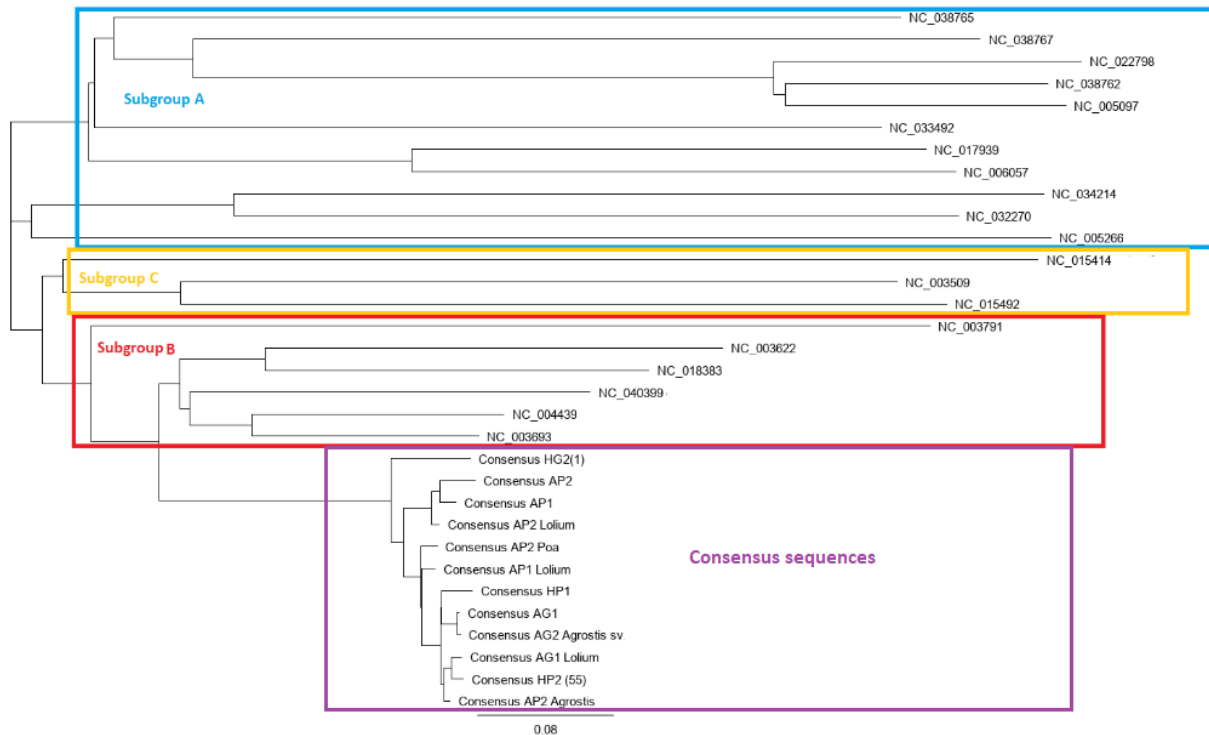 NC_038765
NC_038767
NC_022798
NC_038762
Subgroup A
NC_005097
NC_033492
NC_017939
NC_006057
NC_034214
NC_032270
NC_005266
NC_015414
Subgroup C
NC_003509
NC_015492
NC_003791
Subgroup B
NC_003622
NC_018383
NC_040399
NC_004439
NC_003693
Consensus HG2(1)
Consensus AP2
Consensus AP1
Consensus AP2 Lolium
Consensus AP2 Poa
Consensus sequences
Consensus AP1 Lolium
Consensus HP1
Consensus AG1
Consensus AG2 Agrostis sv.
Consensus AG1 Lolium
Consensus HP2 (55)
Consensus AP2 Agrostis
0.08